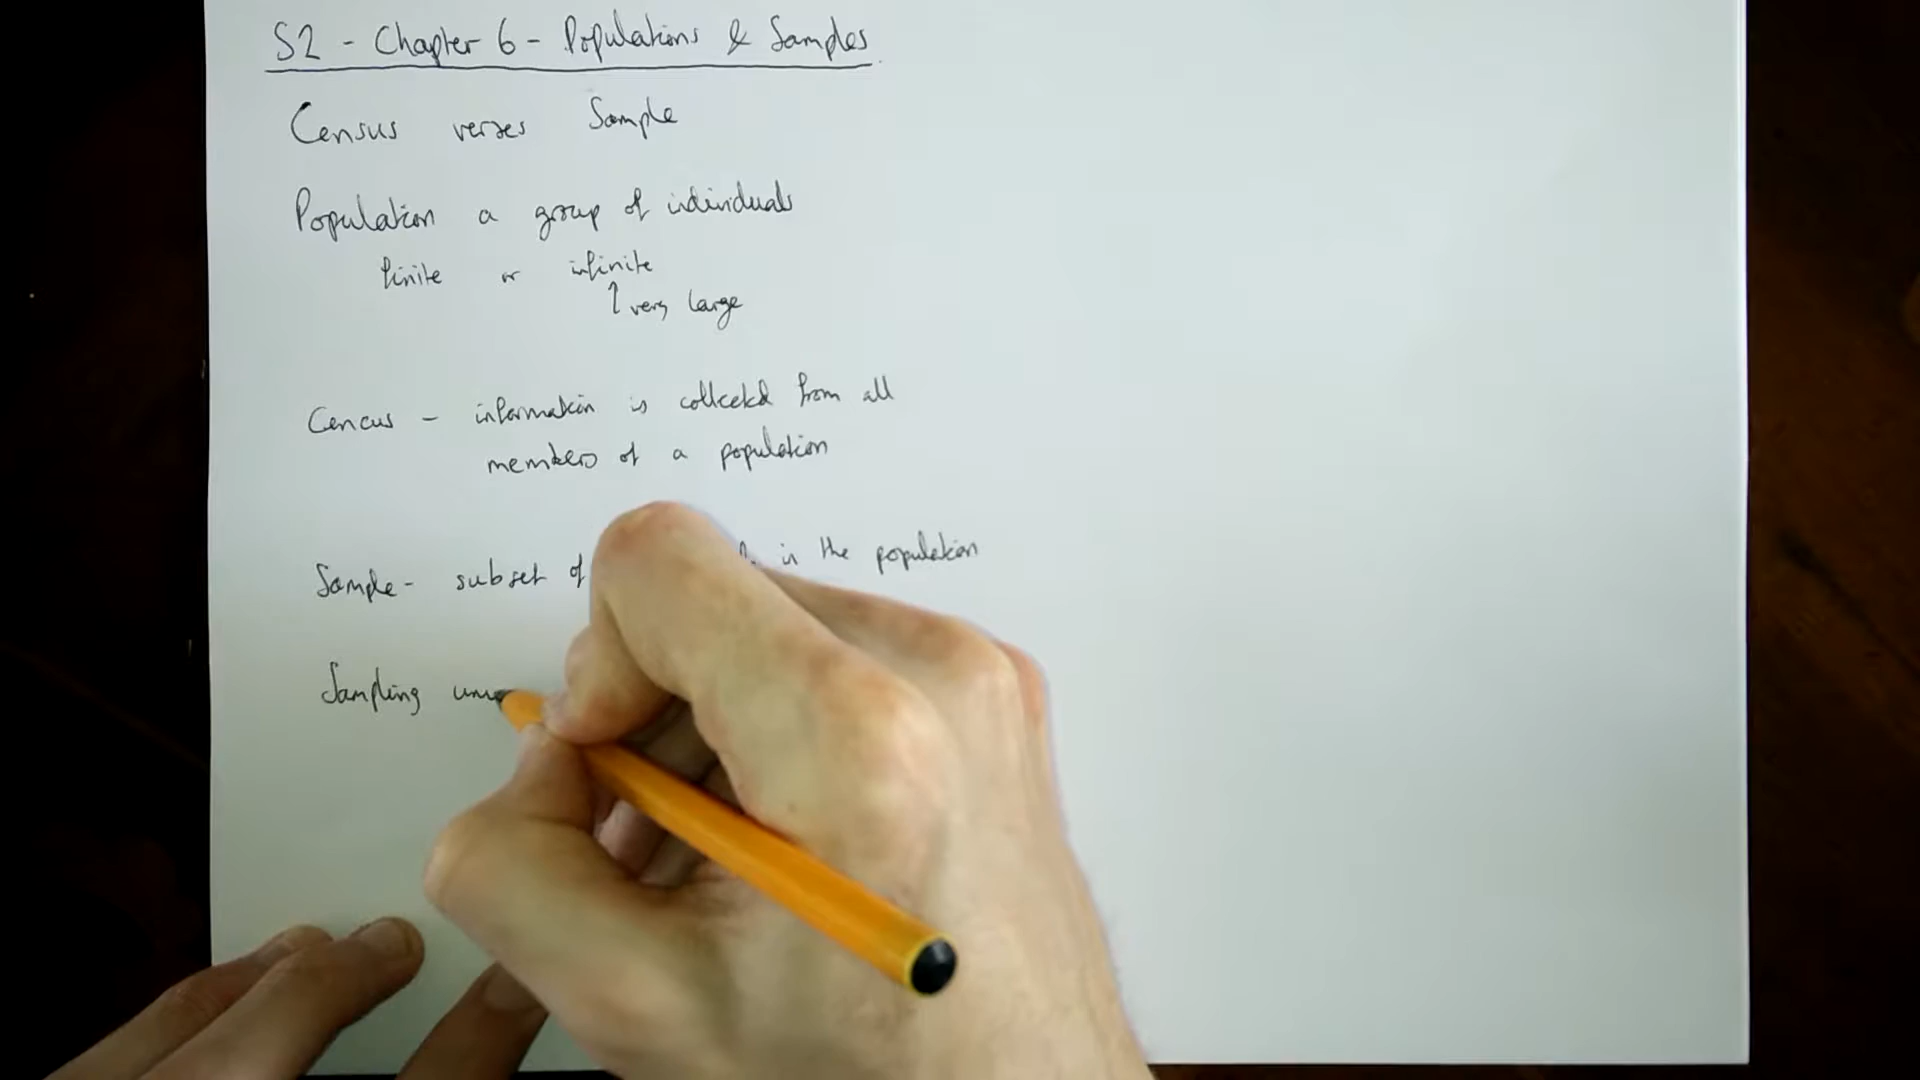 S2 - Chapter 6 - Populations & Samples
Census verses Sample
Population a group of individuals
finite or infinite
↑ very large
Cencus - information is collected from all
members of a population
Sample - subset of in the population
Sampling